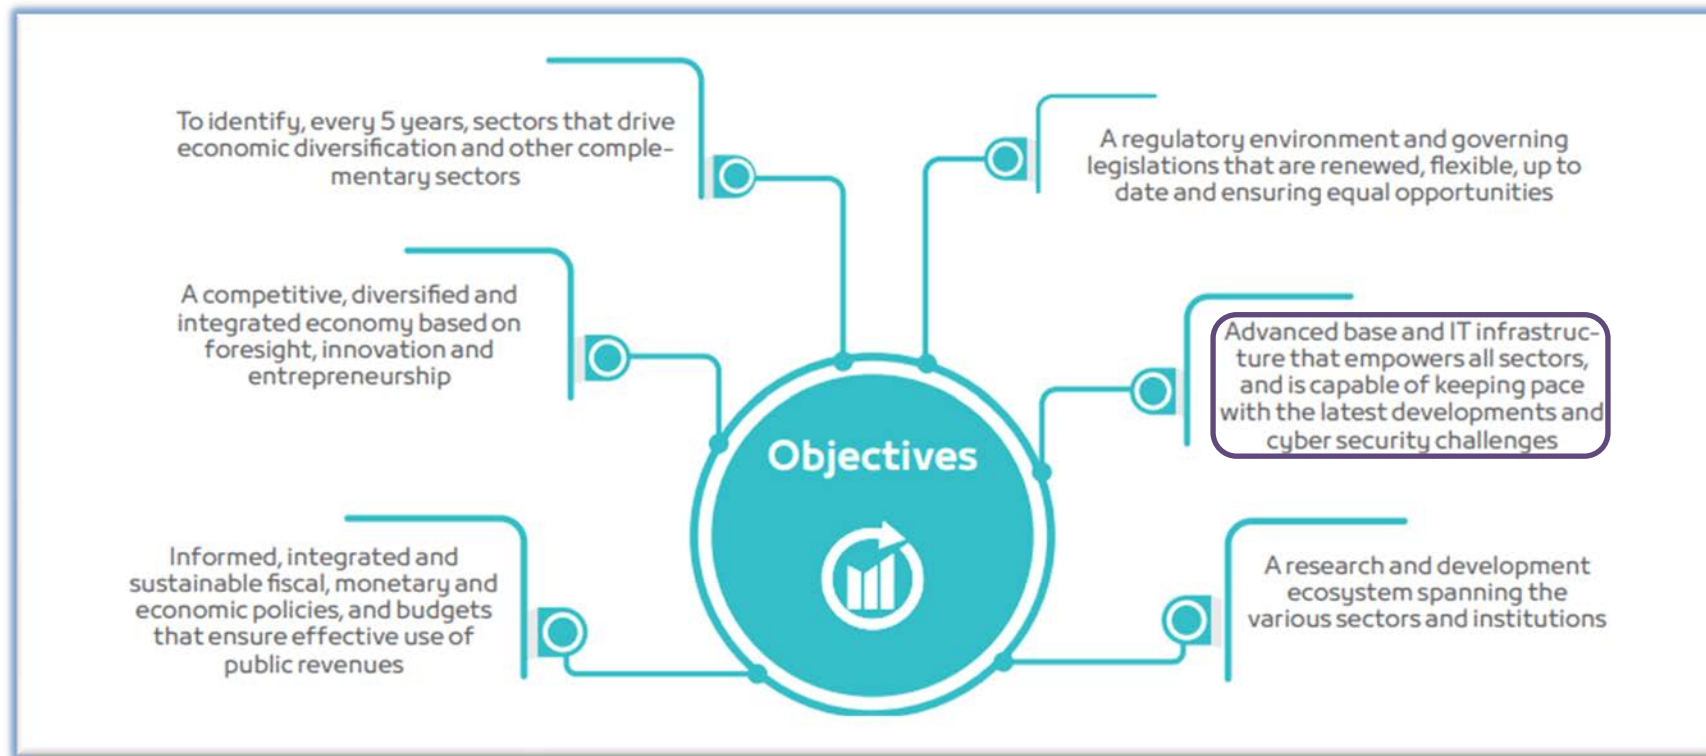 To identify, every 5 years, sectors that drive
economic diversification and other comple-
mentary sectors
A competitive, diversified and
integrated economy based on
foresight, innovation and
entrepreneurship
Informed, integrated and
sustainable fiscal, monetary and
economic policies, and budgets
that ensure effective use of
public revenues
Objectives
A regulatory environment and governing
legislations that are renewed, flexible, up to
date and ensuring equal opportunities
Advanced base and IT infrastruc-
ture that empowers all sectors,
and is capable of keeping pace
with the latest developments and
cyber security challenges
A research and development
ecosystem spanning the
various sectors and institutions